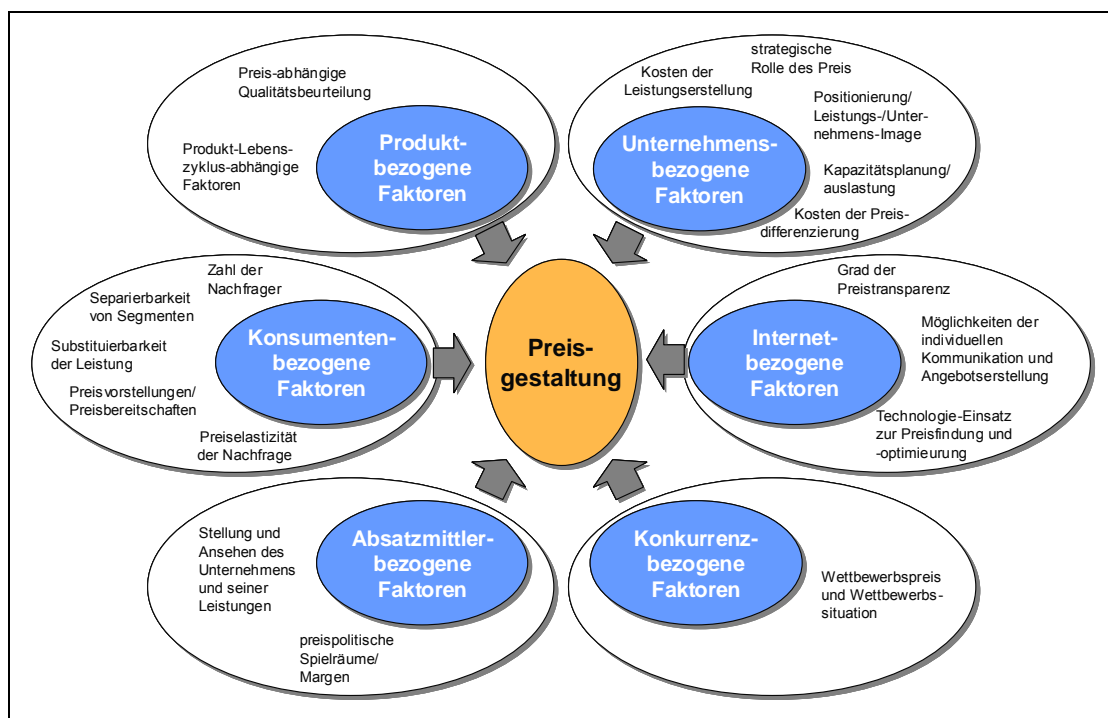 Preis-abhängige
Qualitätsbeurteilung
Produkt-Lebens-
zyklus-abhängige
Faktoren
Produkt-
bezogene
Faktoren
strategische
Rolle des Preis
Kosten der
Leistungserstellung
Positionierung/
Leistungs-/Unter-
nehmens-Image
Unternehmens-
bezogene
Faktoren
Kapazitätsplanung/
auslastung
Kosten der Preis-
differenzierung
Zahl der
Nachfrager
Separierbarkeit
von Segmenten
Substituierbarkeit
der Leistung
Preisvorstellungen/
Preisbereitschaften
Preiselastizität
der Nachfrage
Konsumenten-
bezogene
Faktoren
Preis-
gestaltung
Grad der
Preistransparenz
Internet-
bezogene
Faktoren
Möglichkeiten der
individuellen
Kommunikation und
Angebotserstellung
Technologie-Einsatz
zur Preisfindung und
-optimieurung
Stellung und
Ansehen des
Unternehmens
und seiner
Leistungen
Absatzmittler-
bezogene
Faktoren
preispolitische
Spielräume/
Margen
Konkurrenz-
bezogene
Faktoren
Wettbewerbspreis
und Wettbewerbs-
situation